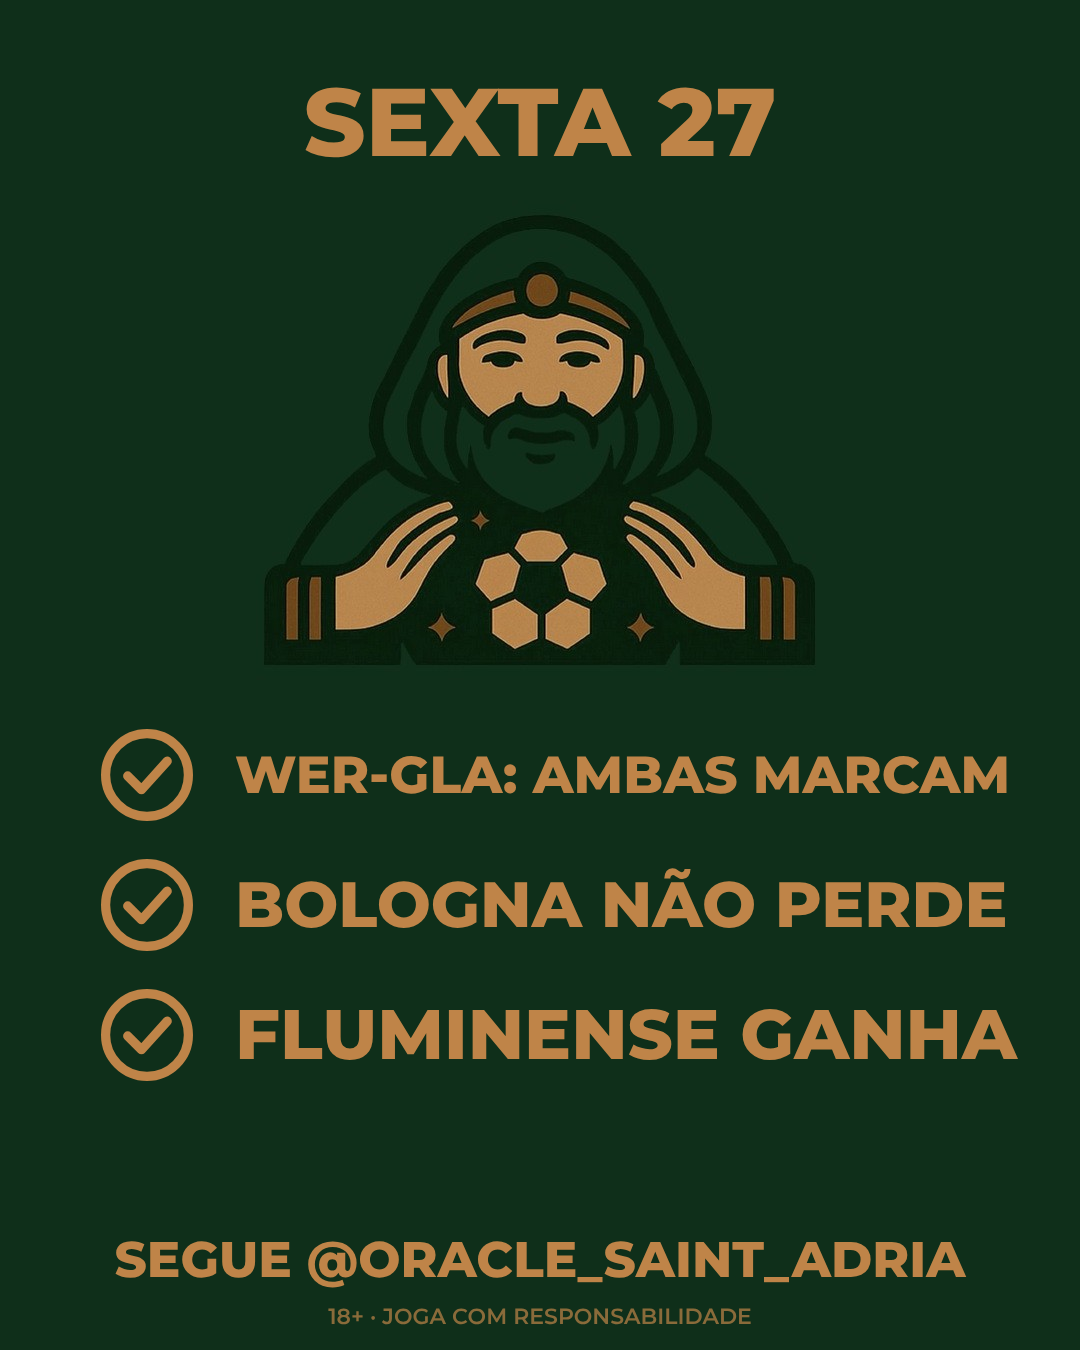 SEXTA 27
WER-GLA: AMBAS MARCAM
BOLOGNA NÃO PERDE
FLUMINENSE GANHA
SEGUE @ORACLE_SAINT_ADRIA
18+ · JOGA COM RESPONSABILIDADE